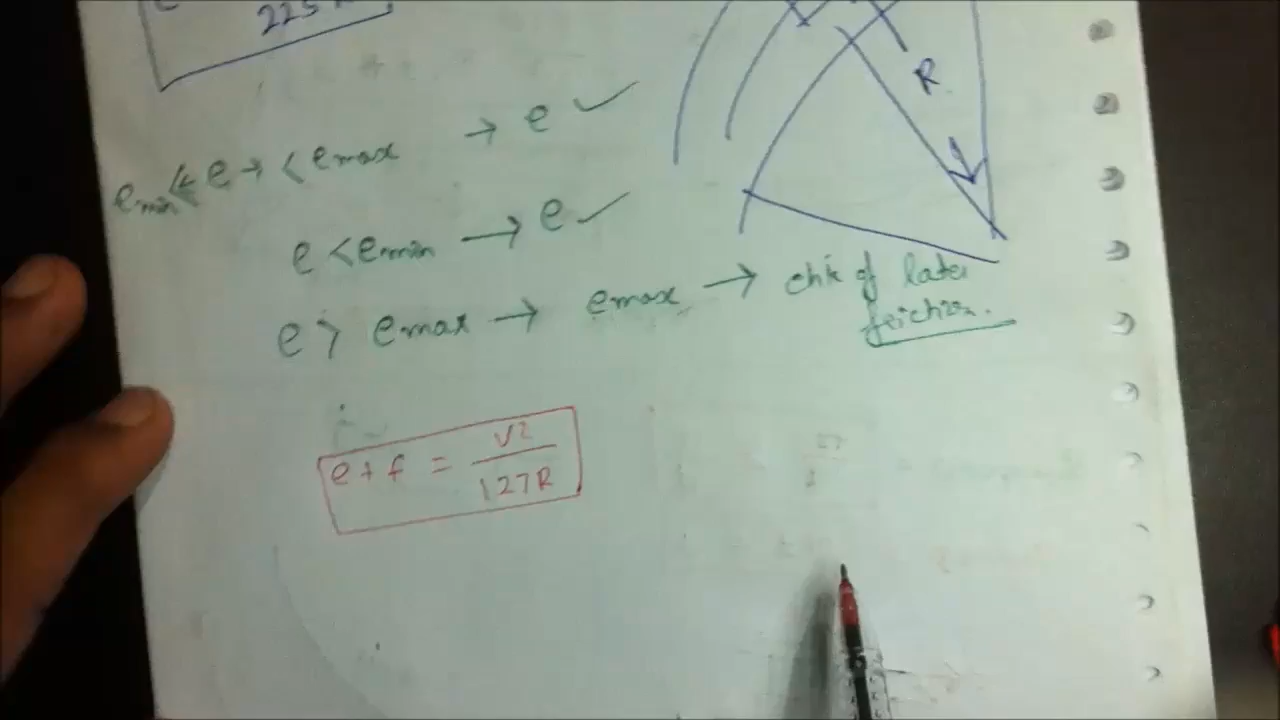 225
R
emin < e < emax → e ✓
e < emin → e ✓
e > emax → emax → chk of later
friction.
e + f = V2 / 127R